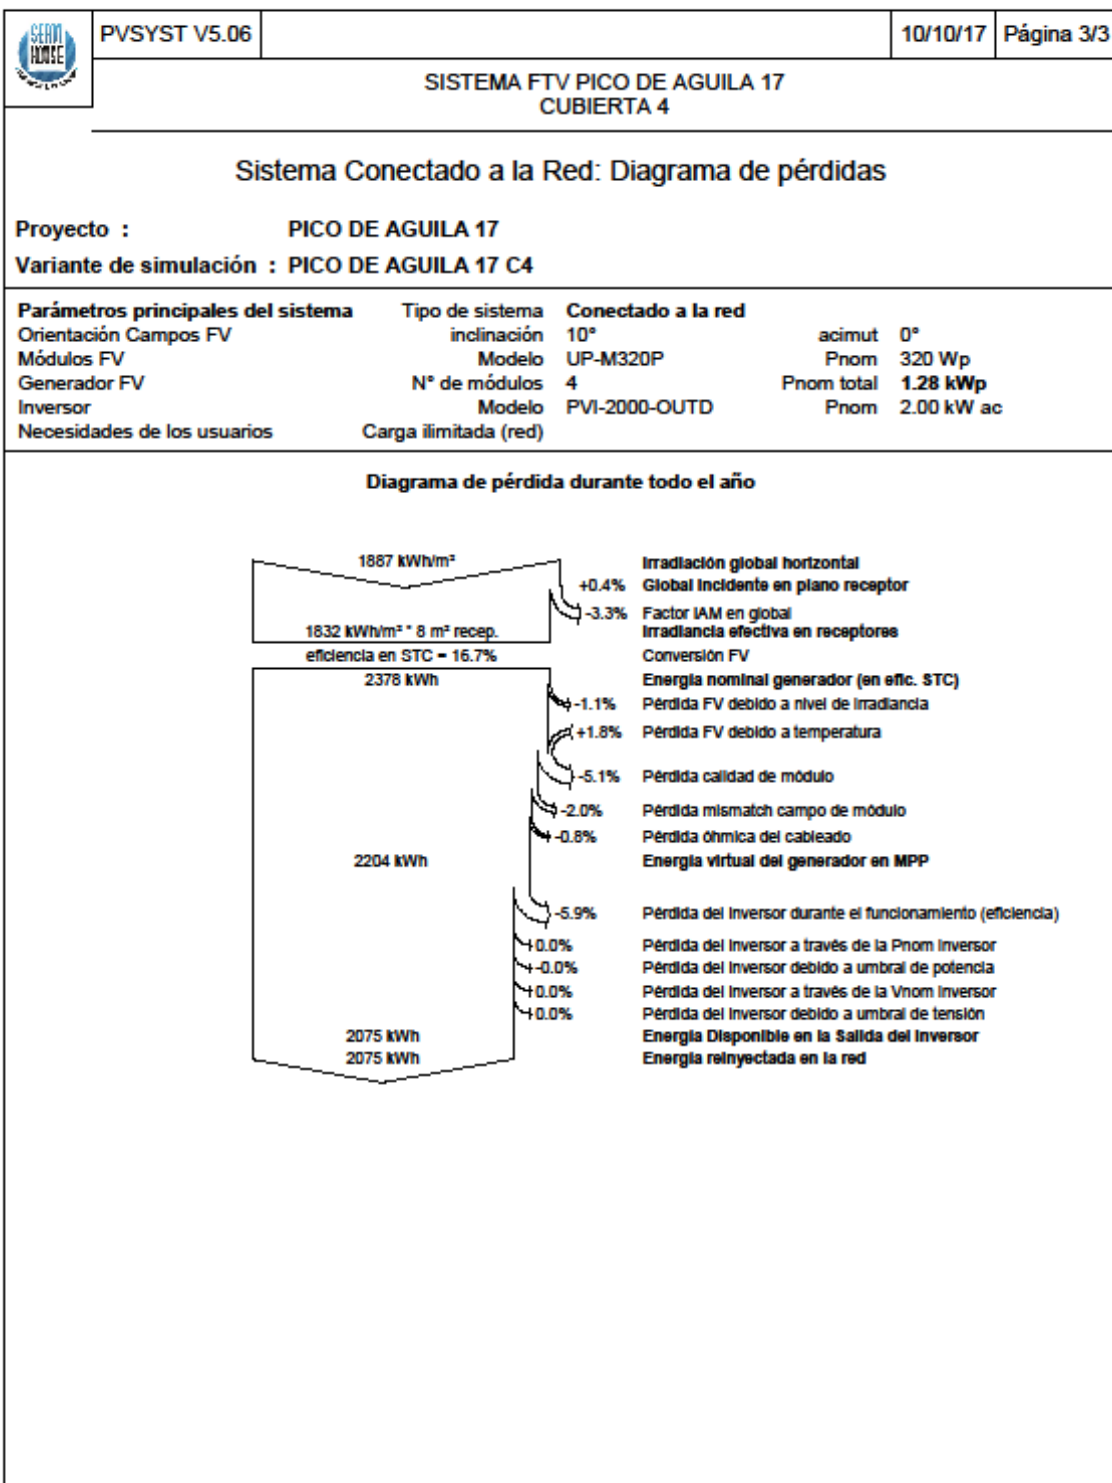 SEAN
HOUSE
PVSYST V5.06
10/10/17
Página 3/3
SISTEMA FTV PICO DE AGUILA 17
CUBIERTA 4
Sistema Conectado a la Red: Diagrama de pérdidas
Proyecto : PICO DE AGUILA 17
Variante de simulación : PICO DE AGUILA 17 C4
Parámetros principales del sistema Tipo de sistema Conectado a la red
Orientación Campos FV inclinación 10° acimut 0°
Módulos FV Modelo UP-M320P Pnom 320 Wp
Generador FV N° de módulos 4 Pnom total 1.28 kWp
Inversor Modelo PVI-2000-OUTD Pnom 2.00 kW ac
Necesidades de los usuarios Carga ilimitada (red)
Diagrama de pérdida durante todo el año
1887 kWh/m² Irradiación global horizontal
+0.4% Global incidente en plano receptor
-3.3% Factor IAM en global
1832 kWh/m² * 8 m² recep. Irradiancia efectiva en receptores
eficiencia en STC = 16.7% Conversión FV
2378 kWh Energía nominal generador (en efic. STC)
-1.1% Pérdida FV debido a nivel de irradiancia
+1.8% Pérdida FV debido a temperatura
-5.1% Pérdida calidad de módulo
-2.0% Pérdida mismatch campo de módulo
-0.8% Pérdida óhmica del cableado
2204 kWh Energía virtual del generador en MPP
-5.9% Pérdida del inversor durante el funcionamiento (eficiencia)
0.0% Pérdida del inversor a través de la Pnom inversor
-0.0% Pérdida del inversor debido a umbral de potencia
0.0% Pérdida del inversor a través de la Vnom inversor
0.0% Pérdida del inversor debido a umbral de tensión
2075 kWh Energía Disponible en la Salida del Inversor
2075 kWh Energía reinyectada en la red